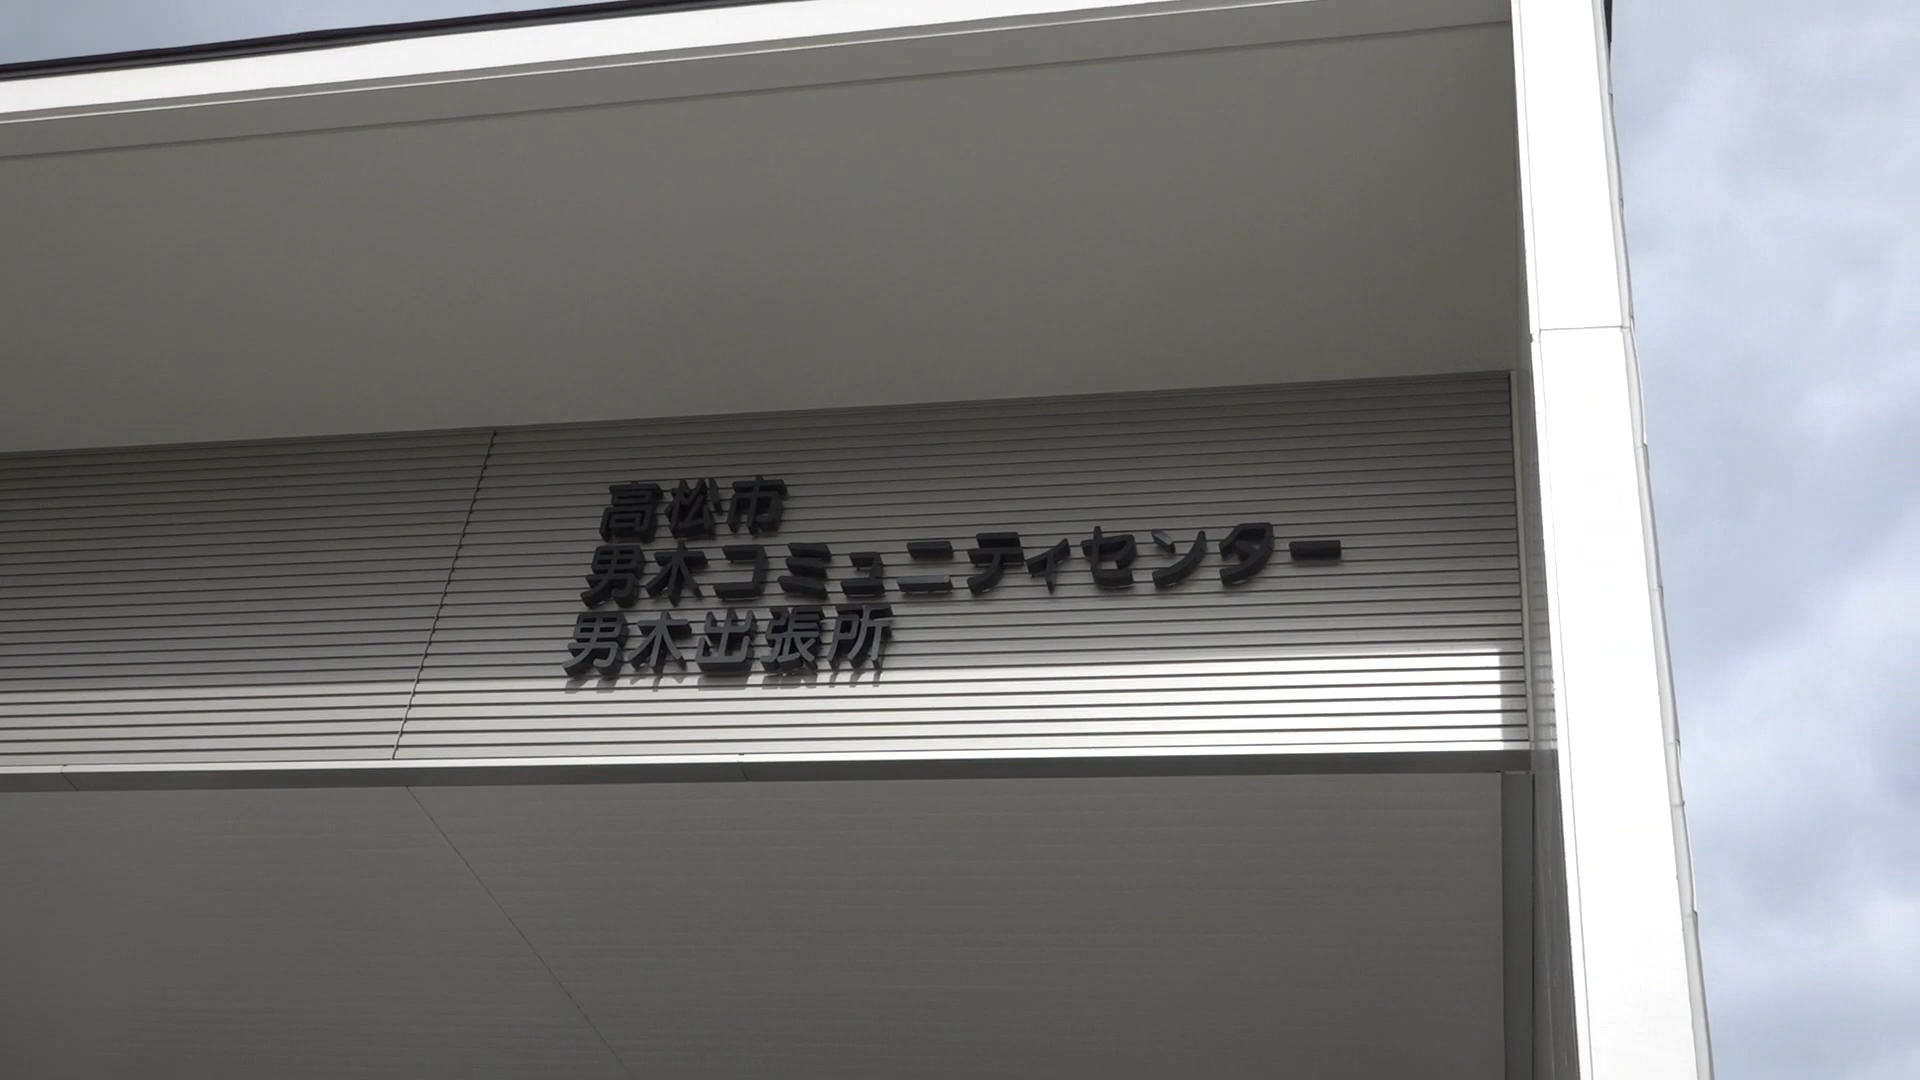 高松市
男木コミュニティセンター
男木出張所